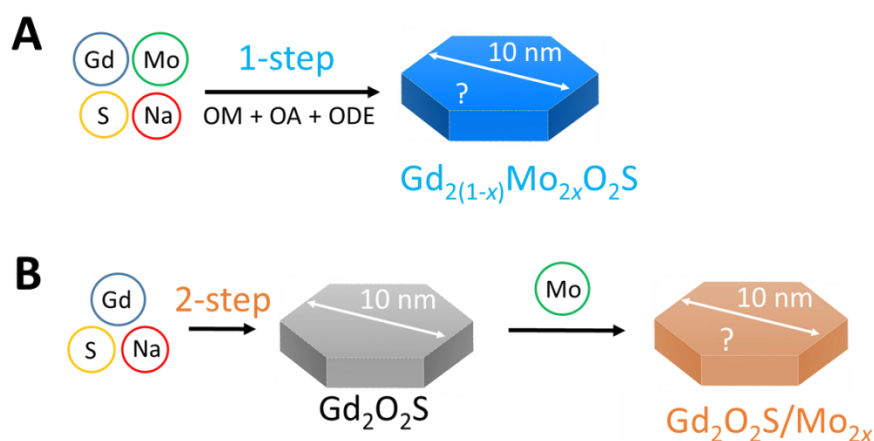 A
Gd Mo
S Na
1-step
OM + OA + ODE
10 nm
?
Gd₂₍₁₋ₓ₎Mo₂ₓO₂S
B
Gd
S Na
2-step
10 nm
Gd₂O₂S
Mo
10 nm
?
Gd₂O₂S/Mo₂ₓ